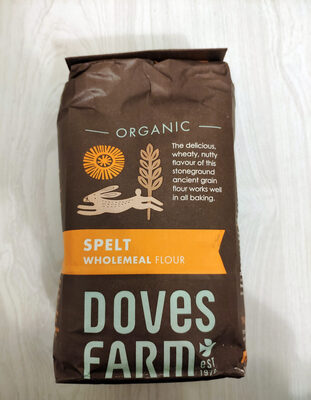 ORGANIC
The delicious,
wheaty, nutty
flavour of this
stoneground
ancient grain
flour works well
in all baking.
SPELT
WHOLEMEAL FLOUR
DOVES
FARM
est
1978